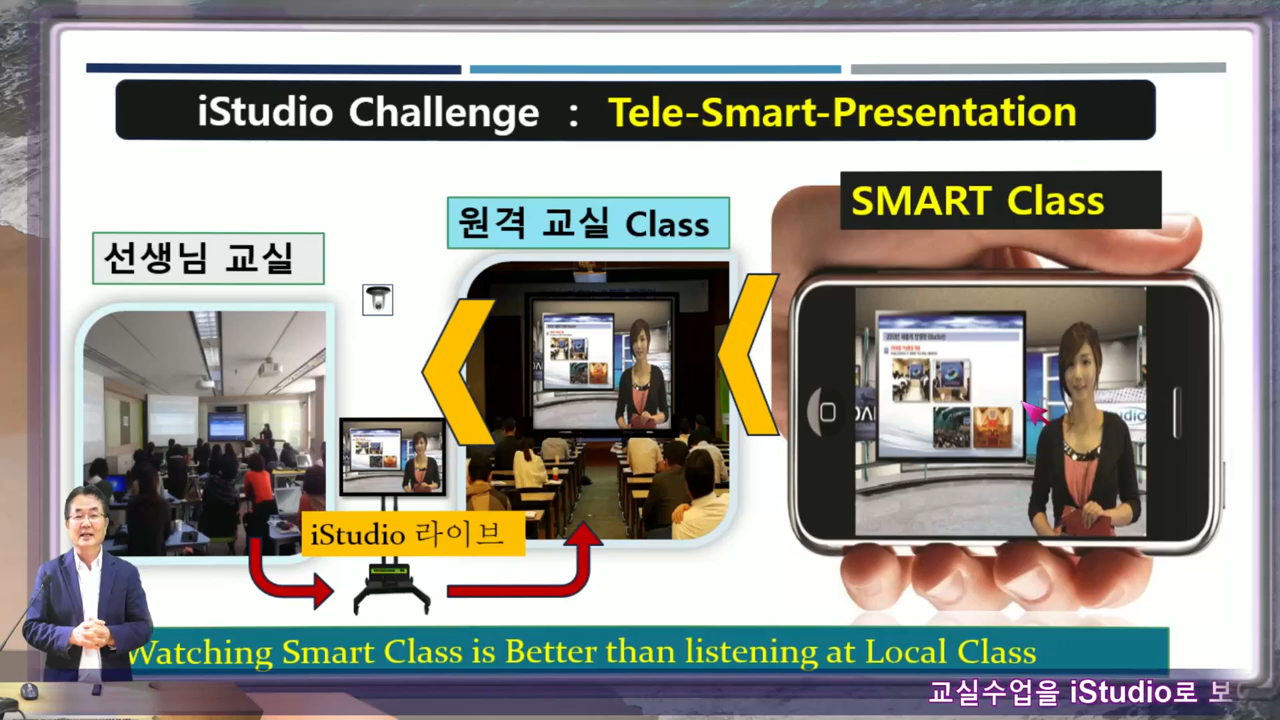 iStudio Challenge : Tele-Smart-Presentation
SMART Class
원격 교실 Class
선생님 교실
iStudio 라이브
Watching Smart Class is Better than listening at Local Class
교실수업을 iStudio로